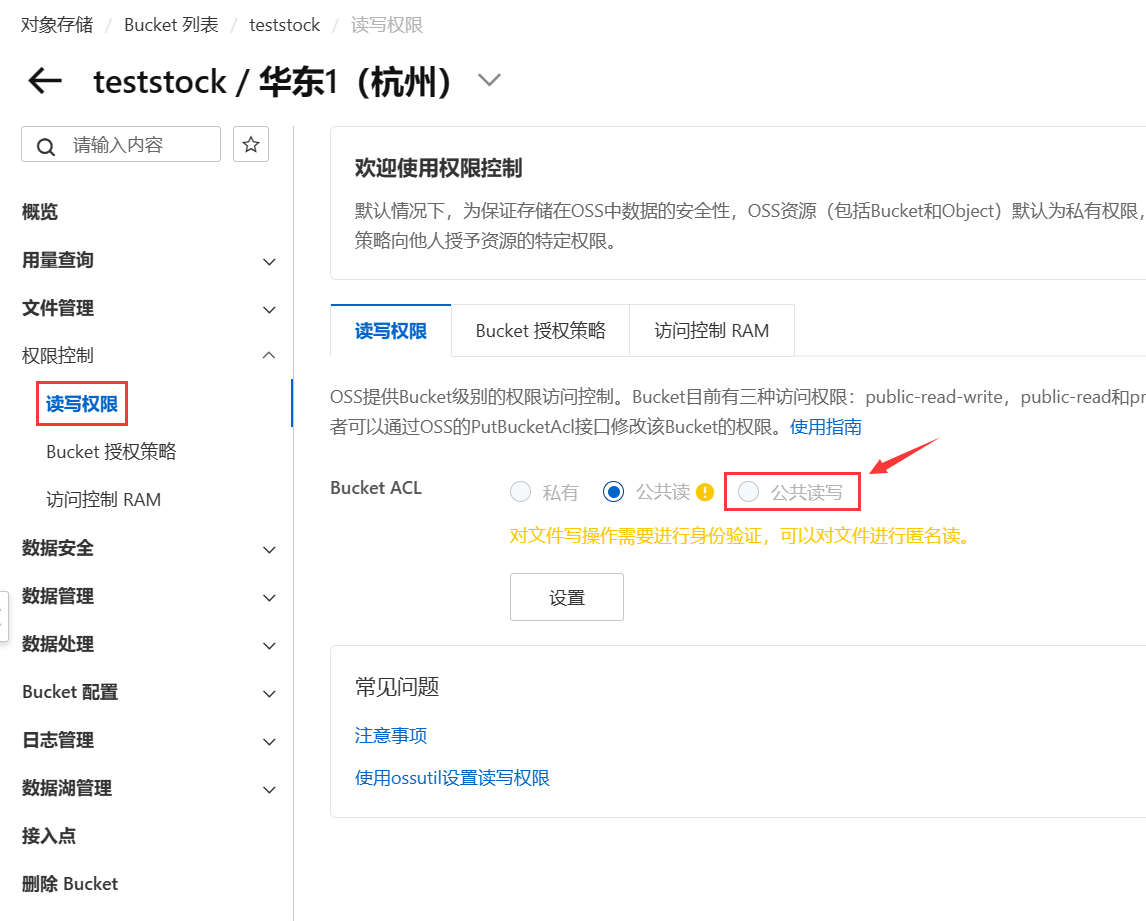 对象存储 / Bucket 列表 / teststock / 读写权限
teststock / 华东1（杭州）
请输入内容
概览
用量查询
文件管理
权限控制
读写权限
Bucket 授权策略
访问控制 RAM
数据安全
数据管理
数据处理
Bucket 配置
日志管理
数据湖管理
接入点
删除 Bucket
欢迎使用权限控制
默认情况下，为保证存储在OSS中数据的安全性，OSS资源（包括Bucket和Object）默认为私有权限，
策略向他人授予资源的特定权限。
读写权限 Bucket 授权策略 访问控制 RAM
OSS提供Bucket级别的权限访问控制。Bucket目前有三种访问权限：public-read-write，public-read和pr
者可以通过OSS的PutBucketAcl接口修改该Bucket的权限。使用指南
Bucket ACL 私有 公共读 公共读写
对文件写操作需要进行身份验证，可以对文件进行匿名读。
设置
常见问题
注意事项
使用ossutil设置读写权限